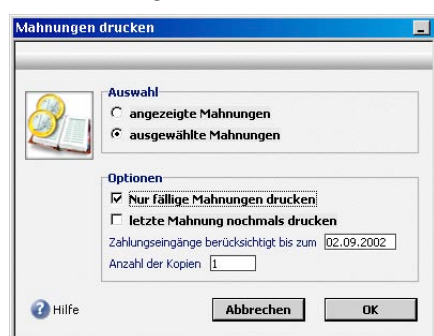 Mahnungen drucken
Auswahl
angezeigte Mahnungen
ausgewählte Mahnungen
Optionen
Nur fällige Mahnungen drucken
letzte Mahnung nochmals drucken
Zahlungseingänge berücksichtigt bis zum 02.09.2002
Anzahl der Kopien 1
Hilfe Abbrechen OK